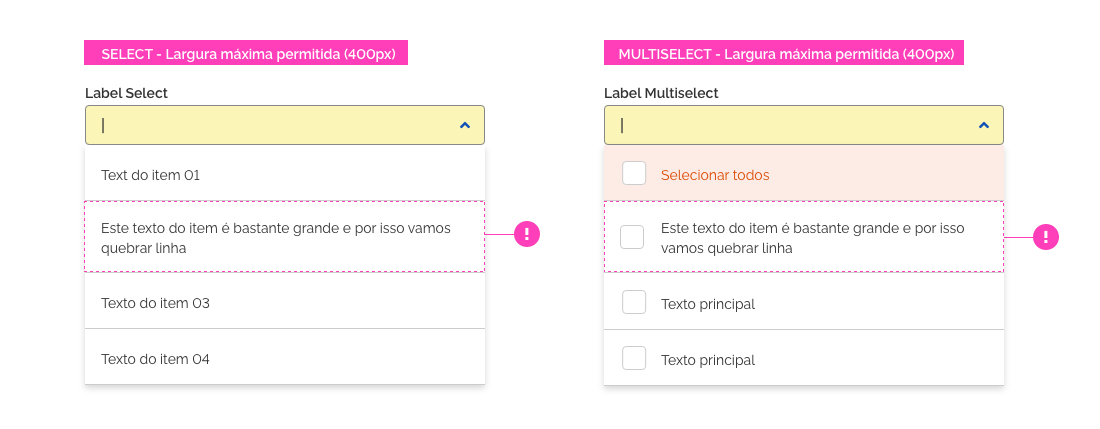 SELECT - Largura máxima permitida (400px)
Label Select
Text do item 01
Este texto do item é bastante grande e por isso vamos
quebrar linha
Texto do item 03
Texto do item 04
MULTISELECT - Largura máxima permitida (400px)
Label Multiselect
Selecionar todos
Este texto do item é bastante grande e por isso
vamos quebrar linha
Texto principal
Texto principal